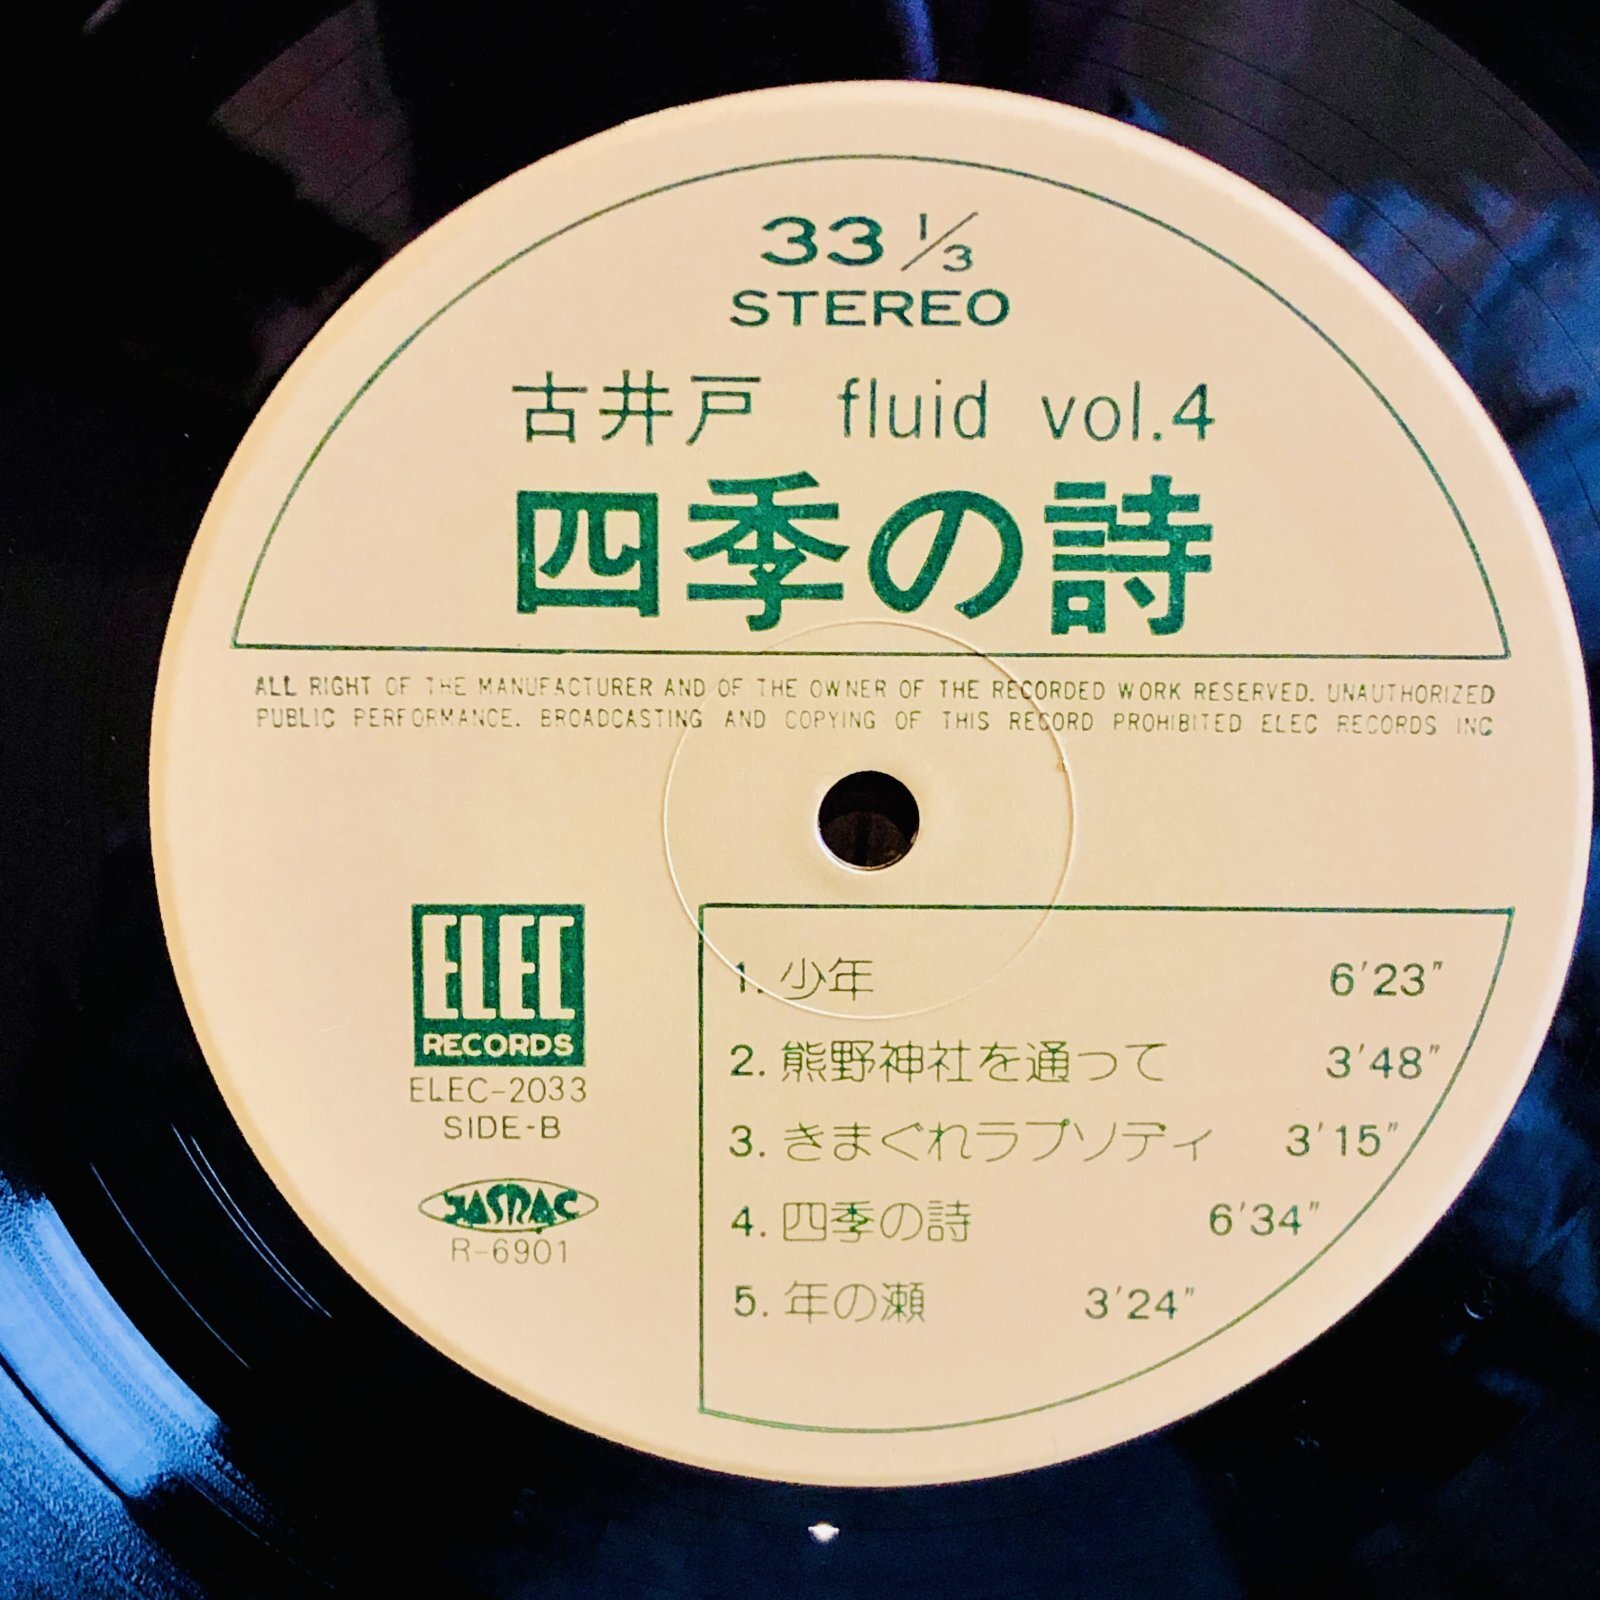 33 1/3
STEREO
古井戸 fluid vol.4
四季の詩
ALL RIGHT OF THE MANUFACTURER AND OF THE OWNER OF THE RECORDED WORK RESERVED. UNAUTHORIZED
PUBLIC PERFORMANCE. BROADCASTING AND COPYING OF THIS RECORD PROHIBITED ELEC RECORDS INC
ELEC
RECORDS
ELEC-2033
SIDE-B
JASRAC
R-6901
1. 少年 6'23"
2. 熊野神社を通って 3'48"
3. きまぐれラプソディ 3'15"
4. 四季の詩 6'34"
5. 年の瀬 3'24"